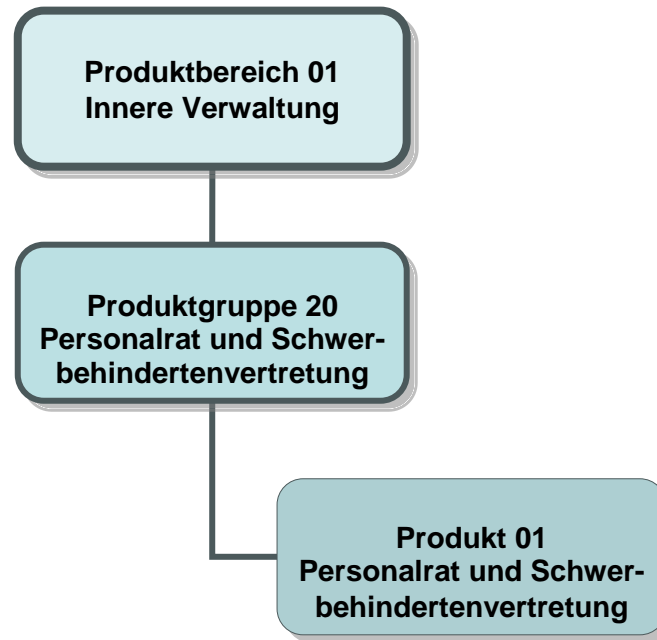 Produktbereich 01
Innere Verwaltung
Produktgruppe 20
Personalrat und Schwer-
behindertenvertretung
Produkt 01
Personalrat und Schwer-
behindertenvertretung